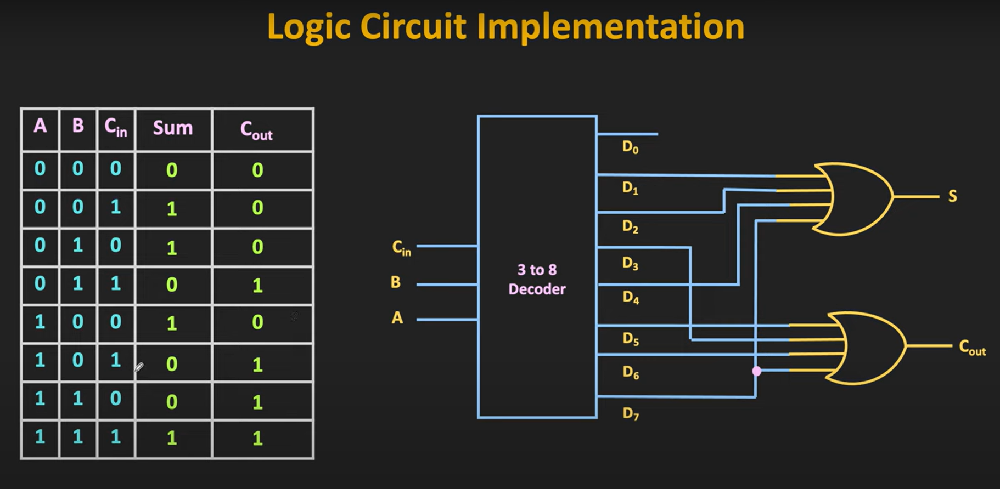 Logic Circuit Implementation
A B Cin Sum Cout
0 0 0 0 0
0 0 1 1 0
0 1 0 1 0
0 1 1 0 1
1 0 0 1 0
1 0 1 0 1
1 1 0 0 1
1 1 1 1 1
Cin
B
A
3 to 8
Decoder
D0
D1
D2
D3
D4
D5
D6
D7
S
Cout